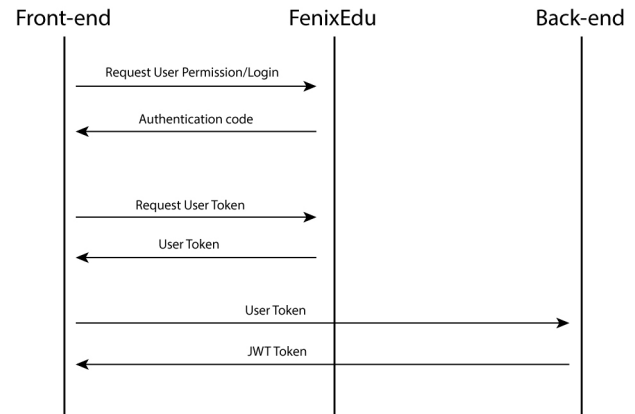 Front-end
FenixEdu
Back-end
Request User Permission/Login
Authentication code
Request User Token
User Token
User Token
JWT Token